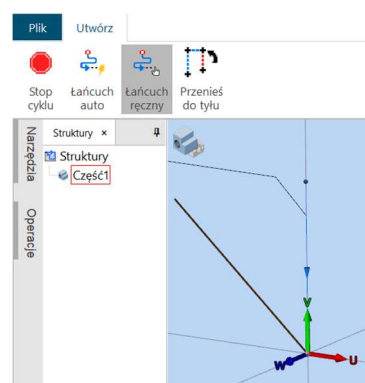 Plik Utwórz
Stop cyklu
Łańcuch auto
Łańcuch ręczny
Przenieś do tyłu
Narzędzia
Operacje
Struktury ×
Struktury
Część1
V
W
U